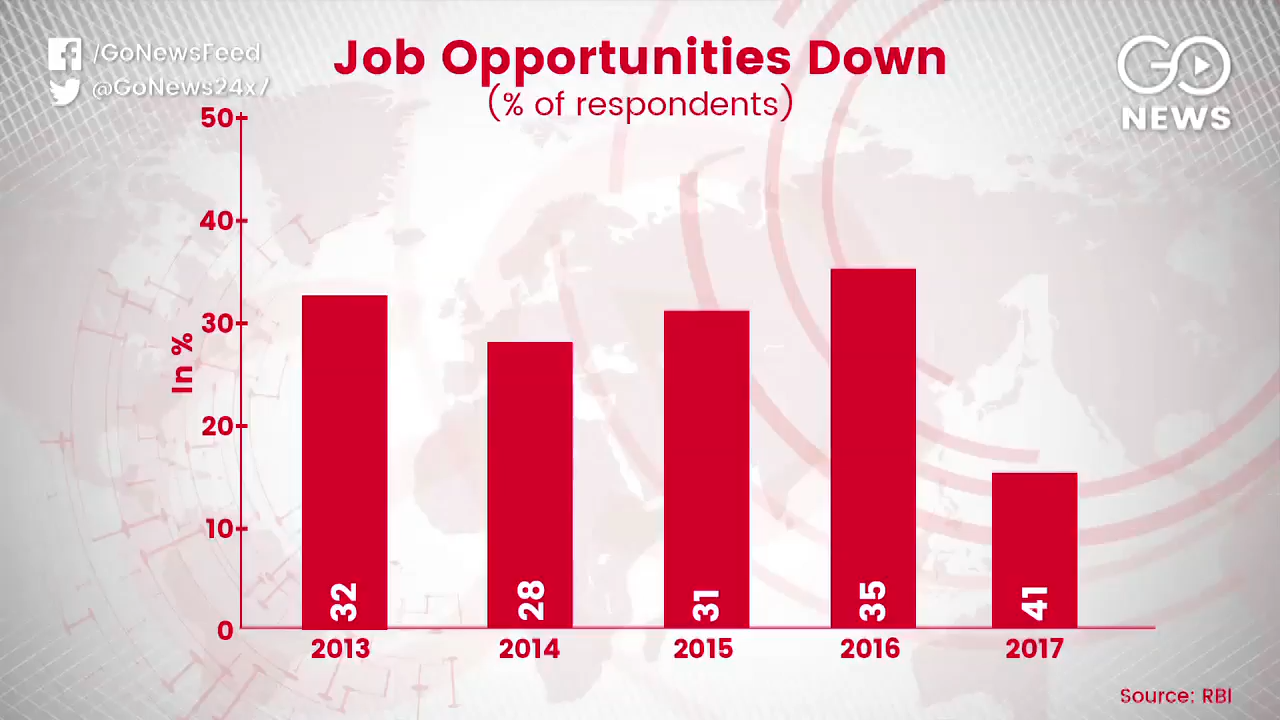 /GoNewsFeed
@GoNews24x7
Job Opportunities Down
(% of respondents)
GO
NEWS
50
40
30
20
10
0
In %
32
28
31
35
41
2013
2014
2015
2016
2017
Source: RBI